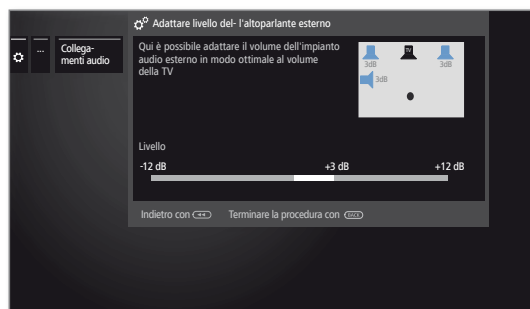 Adattare livello del- l'altoparlante esterno
...
Collega-
menti audio
Qui è possibile adattare il volume dell'impianto
audio esterno in modo ottimale al volume
della TV
TV
3dB
3dB
3dB
Livello
-12 dB
+3 dB
+12 dB
Indietro con
Terminare la procedura con BACK